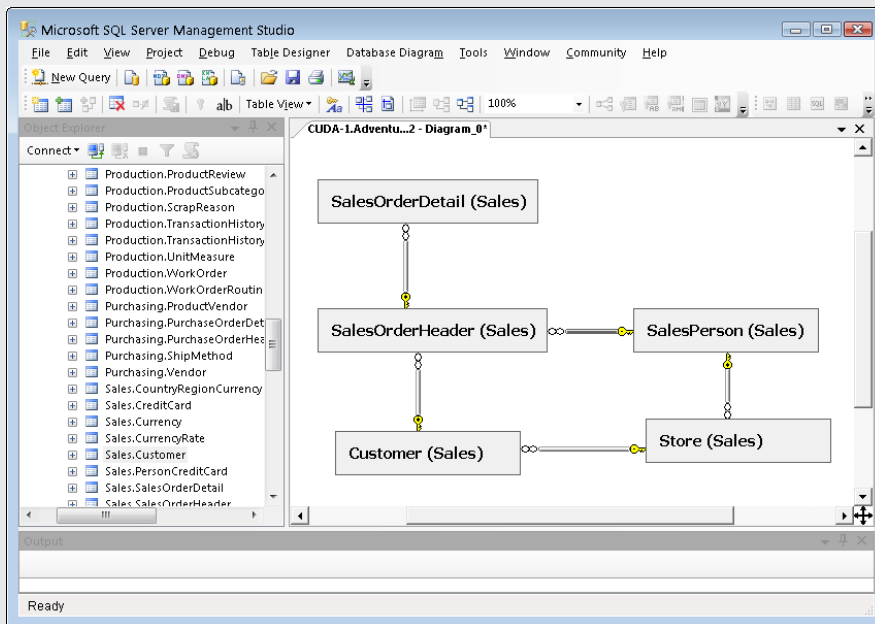 Microsoft SQL Server Management Studio
File Edit View Project Debug Table Designer Database Diagram Tools Window Community Help
New Query
ab| Table View 100%
Object Explorer
CUDA-1.Adventu...2 - Diagram_0*
Connect
Production.ProductReview
Production.ProductSubcatego
Production.ScrapReason
Production.TransactionHistory
Production.TransactionHistory
Production.UnitMeasure
Production.WorkOrder
Production.WorkOrderRoutin
Purchasing.ProductVendor
Purchasing.PurchaseOrderDet
Purchasing.PurchaseOrderHea
Purchasing.ShipMethod
Purchasing.Vendor
Sales.CountryRegionCurrency
Sales.CreditCard
Sales.Currency
Sales.CurrencyRate
Sales.Customer
Sales.PersonCreditCard
Sales.SalesOrderDetail
Sales.SalesOrderHeader
SalesOrderDetail (Sales)
SalesOrderHeader (Sales)
SalesPerson (Sales)
Customer (Sales)
Store (Sales)
Output
Ready